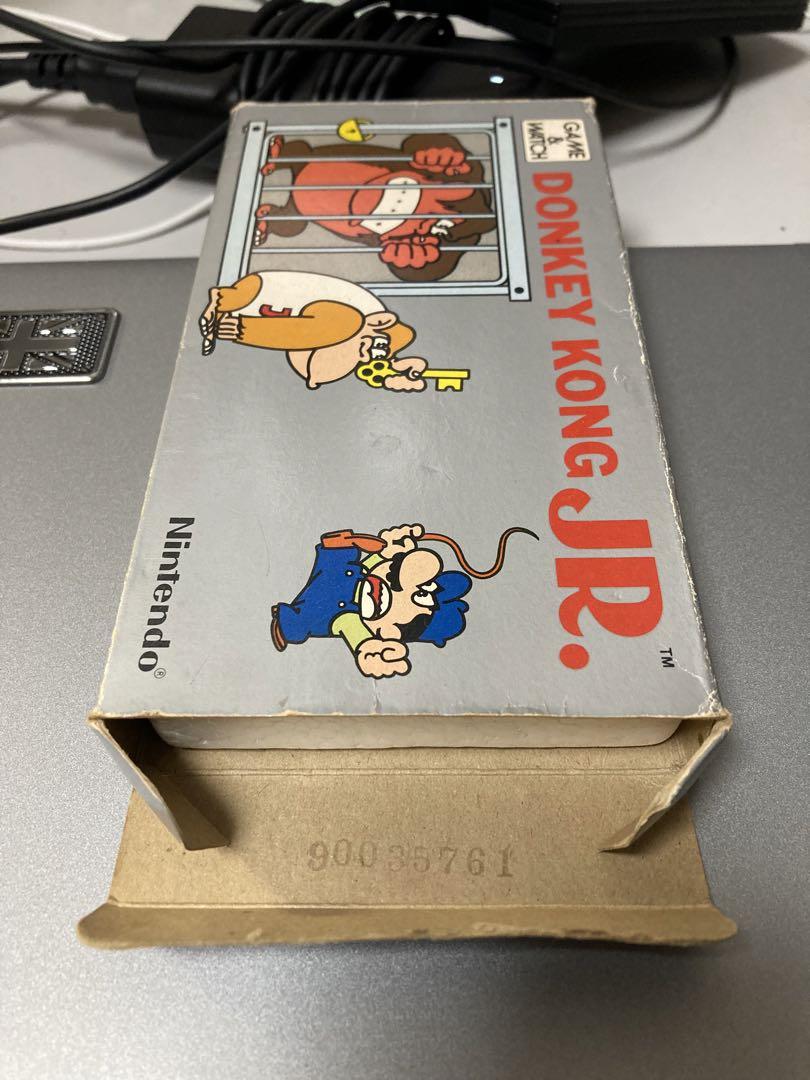 GAME
&
WATCH
DONKEY KONG JR.™
J
Nintendo®
90035761